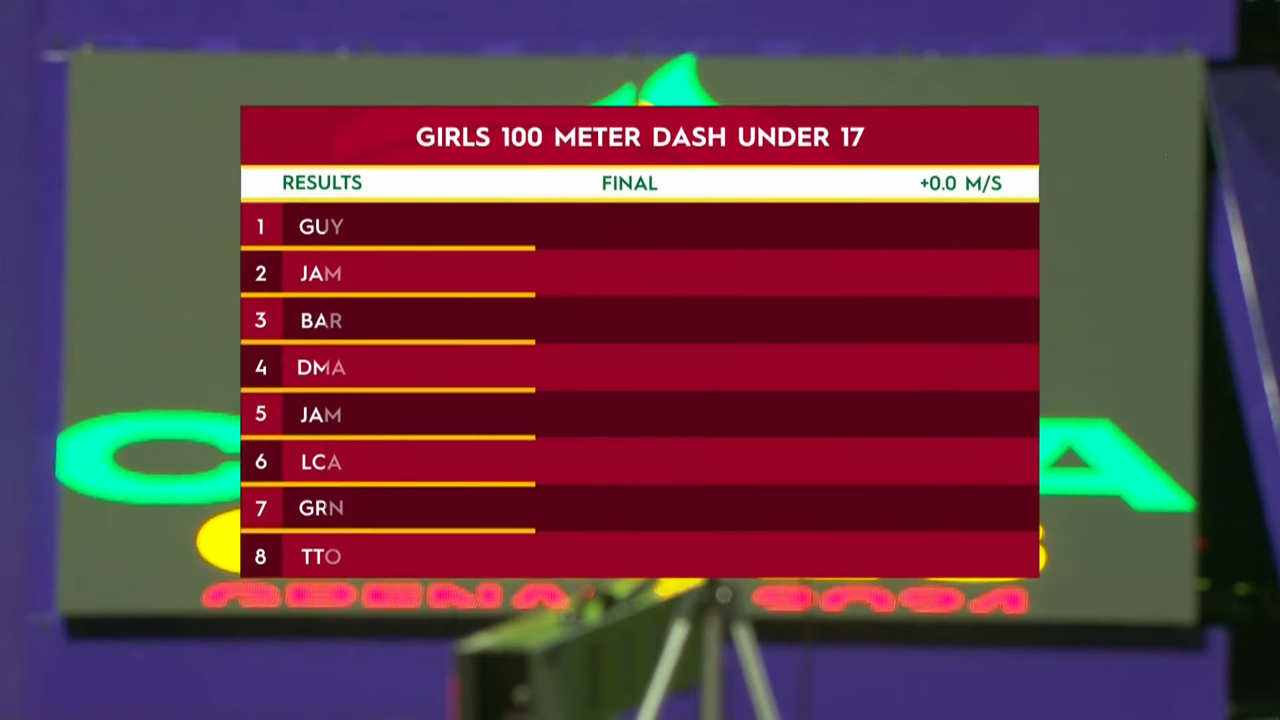 GIRLS 100 METER DASH UNDER 17
RESULTS FINAL +0.0 M/S
1 GUY
2 JAM
3 BAR
4 DMA
5 JAM
6 LCA
7 GRN
8 TTO